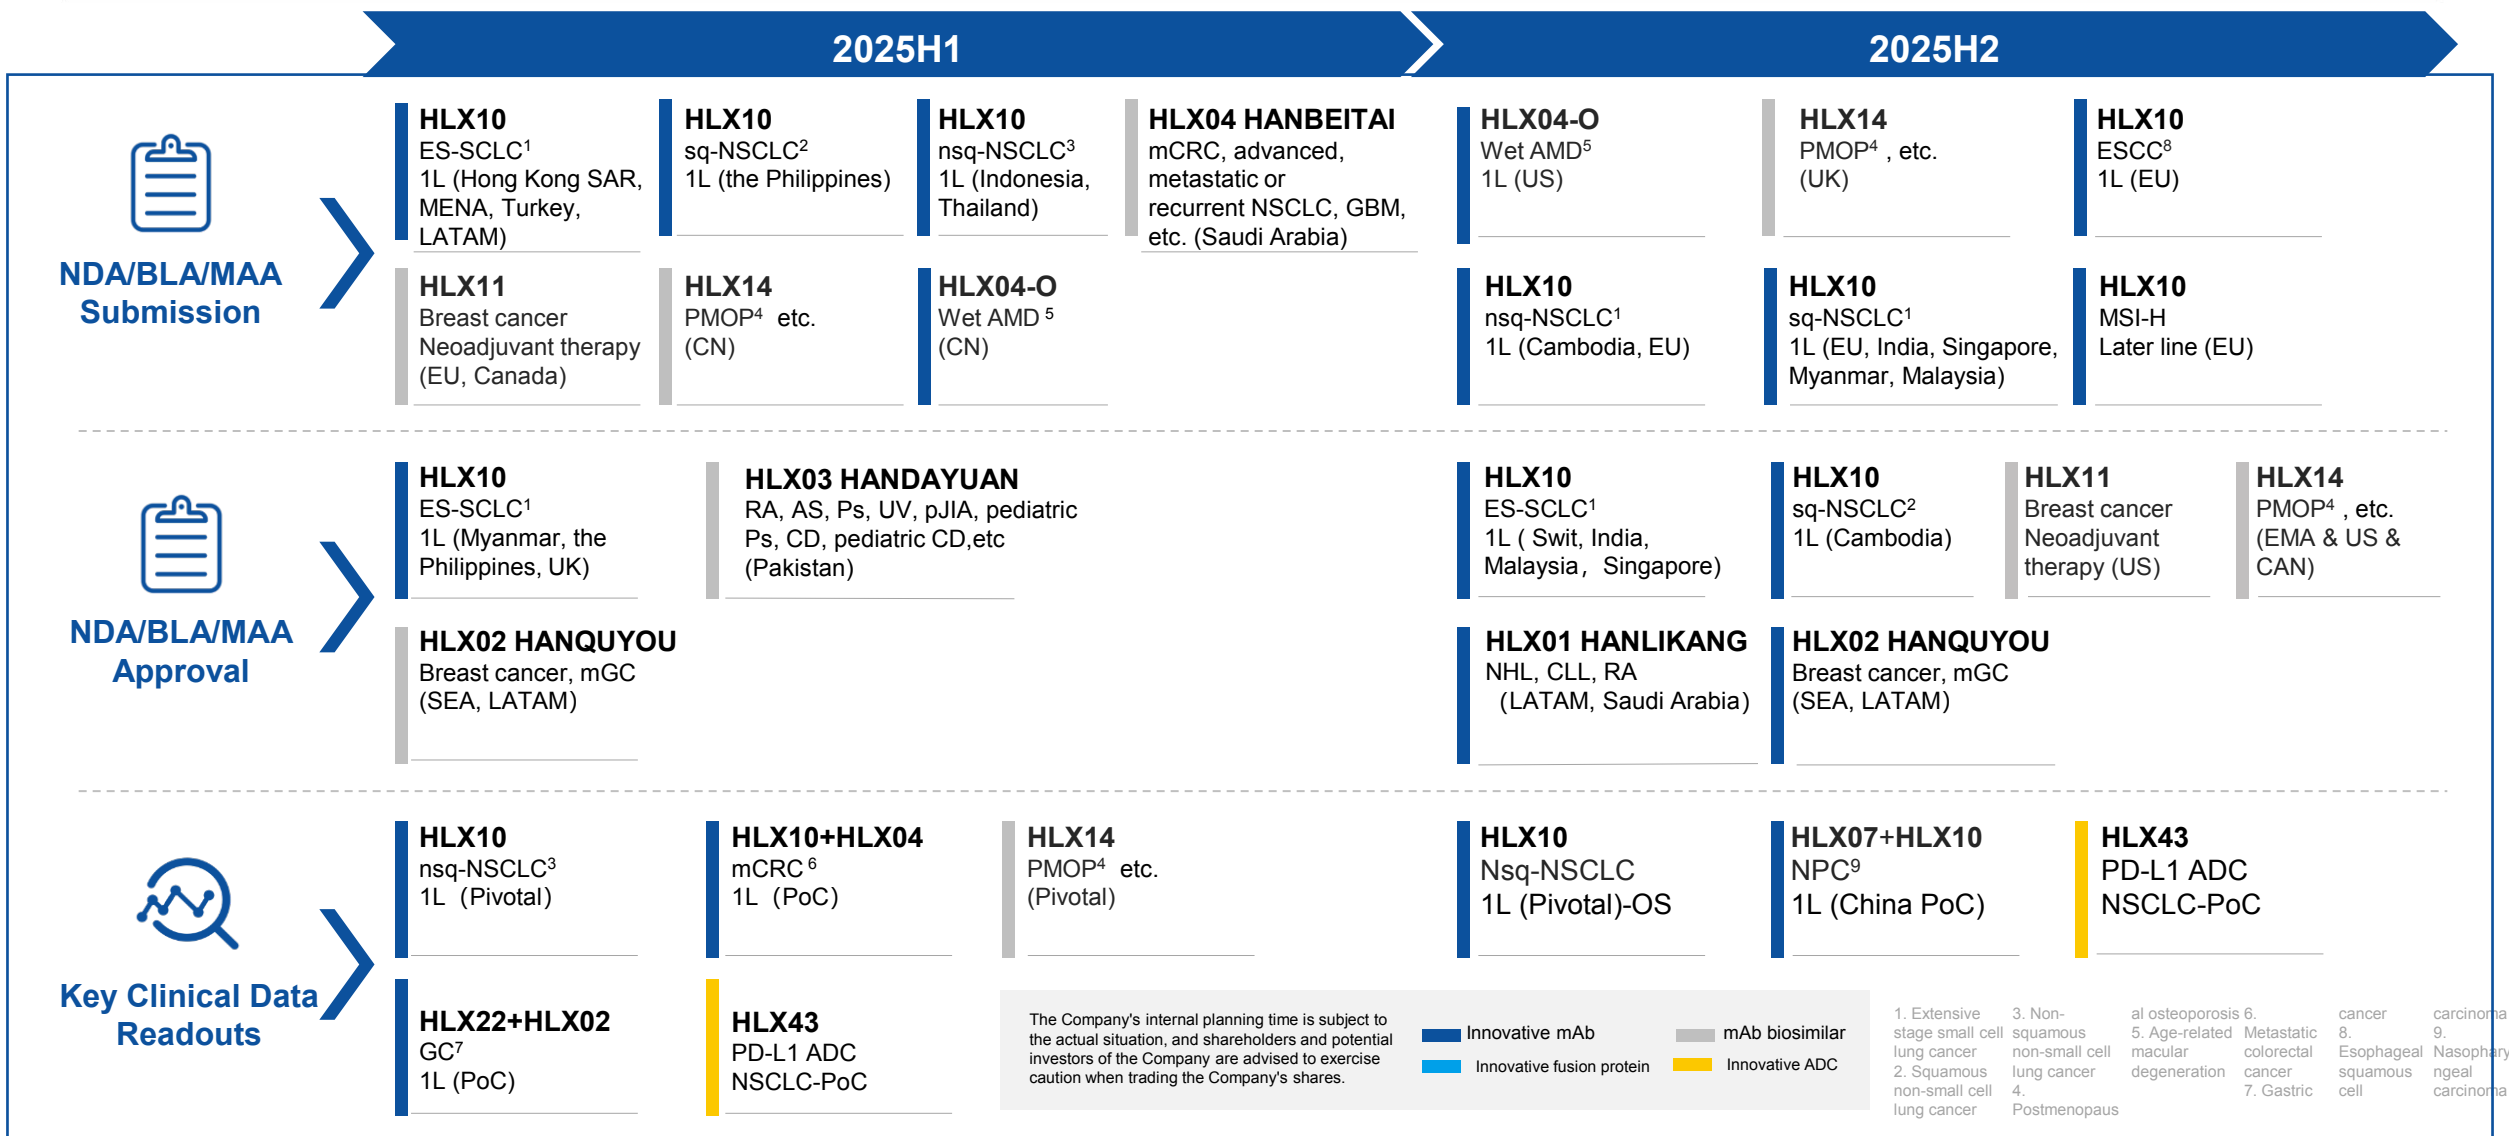 2025H1
2025H2
NDA/BLA/MAA
Submission
HLX10
ES-SCLC¹
1L (Hong Kong SAR,
MENA, Turkey,
LATAM)
HLX10
sq-NSCLC²
1L (the Philippines)
HLX10
nsq-NSCLC³
1L (Indonesia,
Thailand)
HLX04 HANBEITAI
mCRC, advanced,
metastatic or
recurrent NSCLC, GBM,
etc. (Saudi Arabia)
HLX04-O
Wet AMD⁵
1L (US)
HLX14
PMOP⁴ , etc.
(UK)
HLX10
ESCC⁸
1L (EU)
HLX11
Breast cancer
Neoadjuvant therapy
(EU, Canada)
HLX14
PMOP⁴ etc.
(CN)
HLX04-O
Wet AMD ⁵
(CN)
HLX10
nsq-NSCLC¹
1L (Cambodia, EU)
HLX10
sq-NSCLC¹
1L (EU, India, Singapore,
Myanmar, Malaysia)
HLX10
MSI-H
Later line (EU)
NDA/BLA/MAA
Approval
HLX10
ES-SCLC¹
1L (Myanmar, the
Philippines, UK)
HLX03 HANDAYUAN
RA, AS, Ps, UV, pJIA, pediatric
Ps, CD, pediatric CD,etc
(Pakistan)
HLX10
ES-SCLC¹
1L ( Swit, India,
Malaysia，Singapore)
HLX10
sq-NSCLC²
1L (Cambodia)
HLX11
Breast cancer
Neoadjuvant
therapy (US)
HLX14
PMOP⁴ , etc.
(EMA & US &
CAN)
HLX02 HANQUYOU
Breast cancer, mGC
(SEA, LATAM)
HLX01 HANLIKANG
NHL, CLL, RA
(LATAM, Saudi Arabia)
HLX02 HANQUYOU
Breast cancer, mGC
(SEA, LATAM)
Key Clinical Data
Readouts
HLX10
nsq-NSCLC³
1L (Pivotal)
HLX10+HLX04
mCRC ⁶
1L (PoC)
HLX14
PMOP⁴ etc.
(Pivotal)
HLX10
Nsq-NSCLC
1L (Pivotal)-OS
HLX07+HLX10
NPC⁹
1L (China PoC)
HLX43
PD-L1 ADC
NSCLC-PoC
HLX22+HLX02
GC⁷
1L (PoC)
HLX43
PD-L1 ADC
NSCLC-PoC
The Company's internal planning time is subject to
the actual situation, and shareholders and potential
investors of the Company are advised to exercise
caution when trading the Company's shares.
Innovative mAb
mAb biosimilar
Innovative fusion protein
Innovative ADC
1. Extensive
stage small cell
lung cancer
2. Squamous
non-small cell
lung cancer
3. Non-
squamous
non-small cell
lung cancer
4.
Postmenopaus
al osteoporosis
5. Age-related
macular
degeneration
6.
Metastatic
colorectal
cancer
7. Gastric
cancer
8.
Esophageal
squamous
cell
carcinoma
9.
Nasophary
ngeal
carcinoma